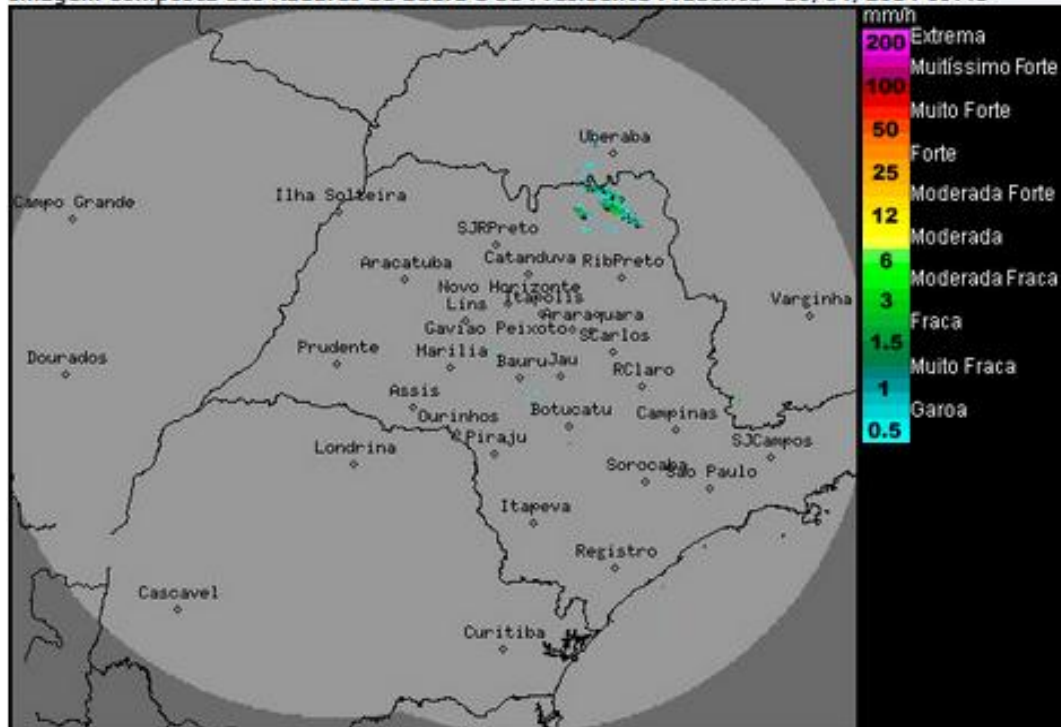 mm/h
200 Extrema
Muitíssimo Forte
100
Muito Forte
50
Forte
25
Moderada Forte
12
Moderada
6
Moderada Fraca
3
Fraca
1.5
Muito Fraca
1
Garoa
0.5
Uberaba
Campo Grande
Ilha Solteira
SJRPreto
Catanduva
RibPreto
Aracatuba
Novo Horizonte
Itapolis
Lins
Araraquara
Varginha
Gaviao Peixoto
SCarlos
Prudente
Marilia
Dourados
Bauru
Jau
RClaro
Assis
Ourinhos
Botucatu
Campinas
Piraju
Londrina
SJCampos
Sorocaba
Sao Paulo
Itapeva
Registro
Cascavel
Curitiba